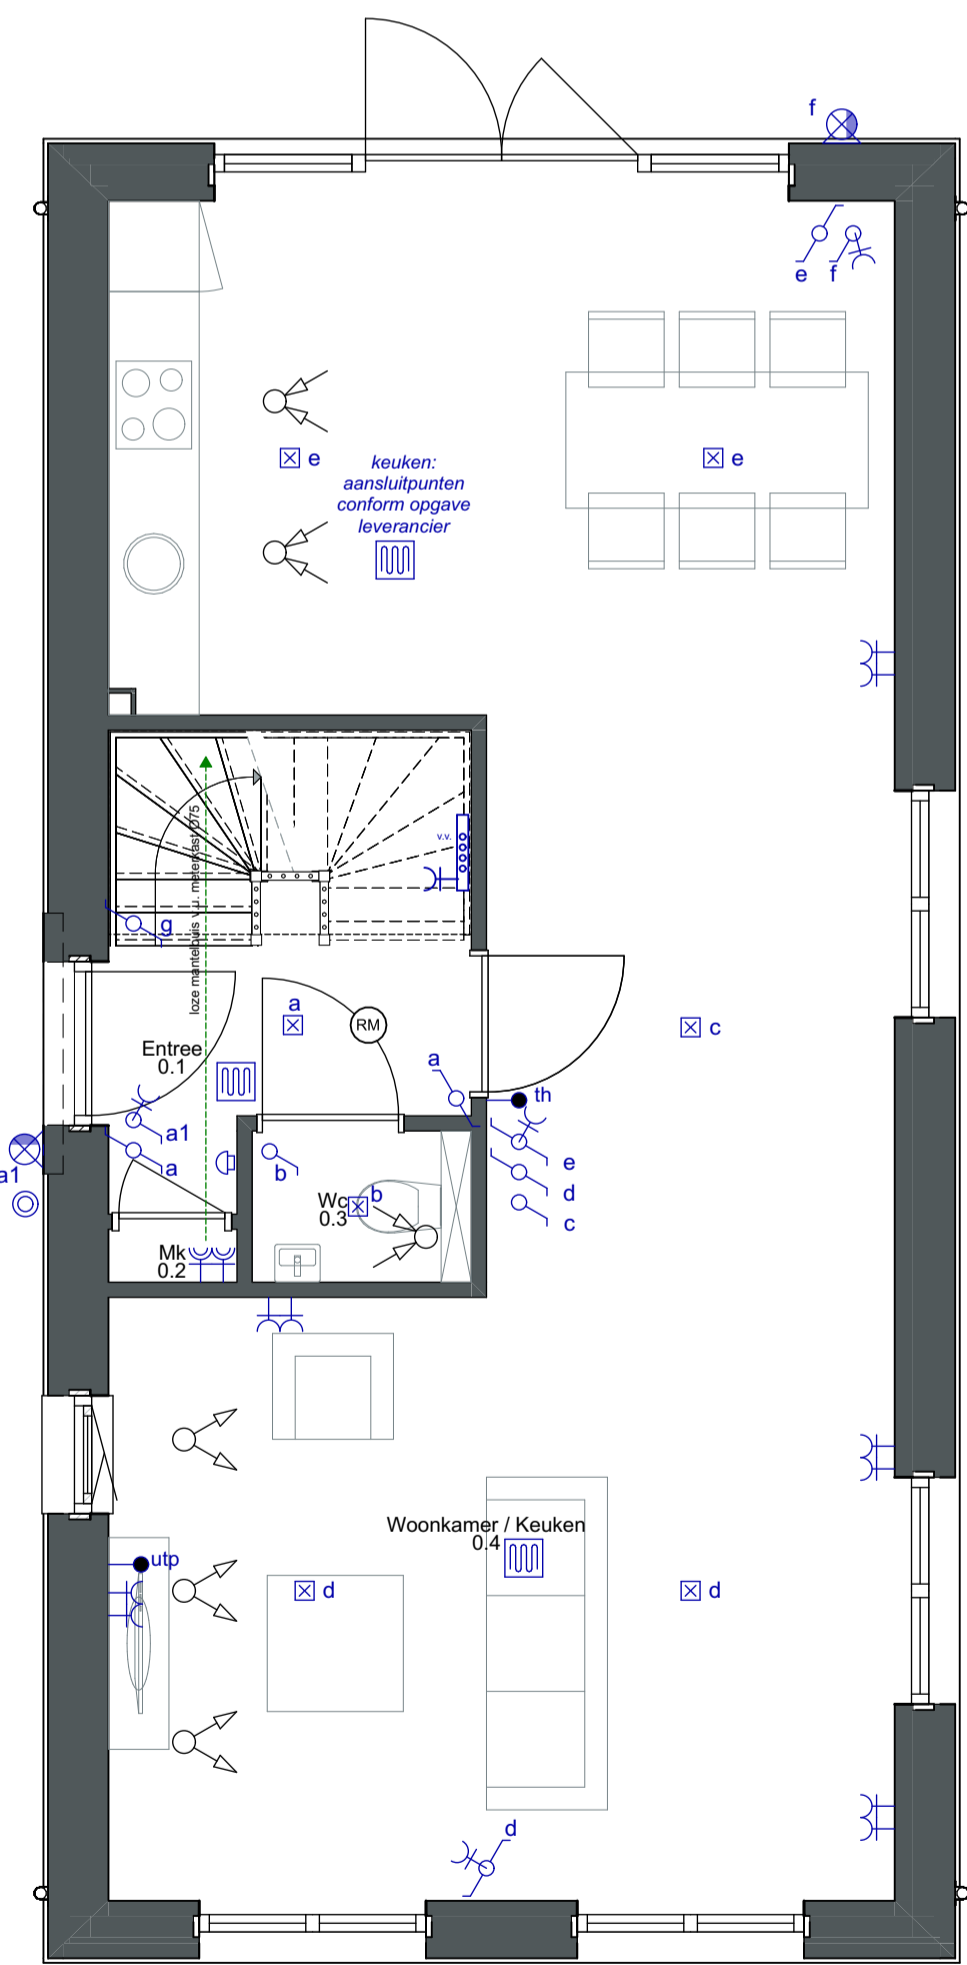 f
e
f
e
e
keuken:
aansluitpunten
conform opgave
leverancier
v.v.
loze mantelbuis v.u. meterkast Ø75
g
a
RM
c
Entree
0.1
a
th
a1
a
e
b
d
a1
b
Wc
0.3
c
Mk
0.2
Woonkamer / Keuken
0.4
utp
d
d
d